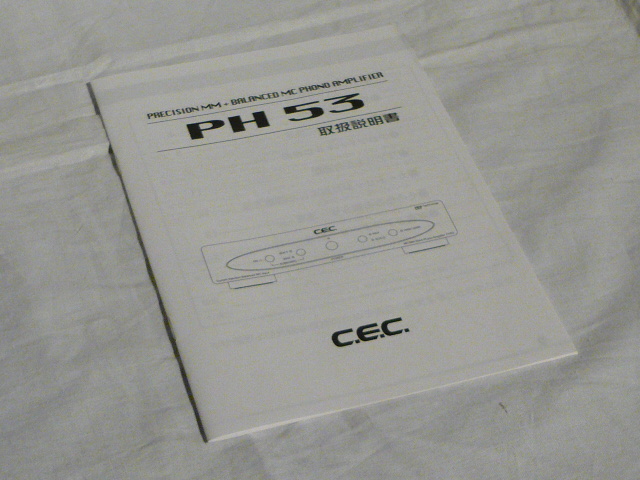 PRECISION MM + BALANCED MC PHONO AMPLIFIER
PH 53
取扱説明書
C.E.C.
C.E.C.